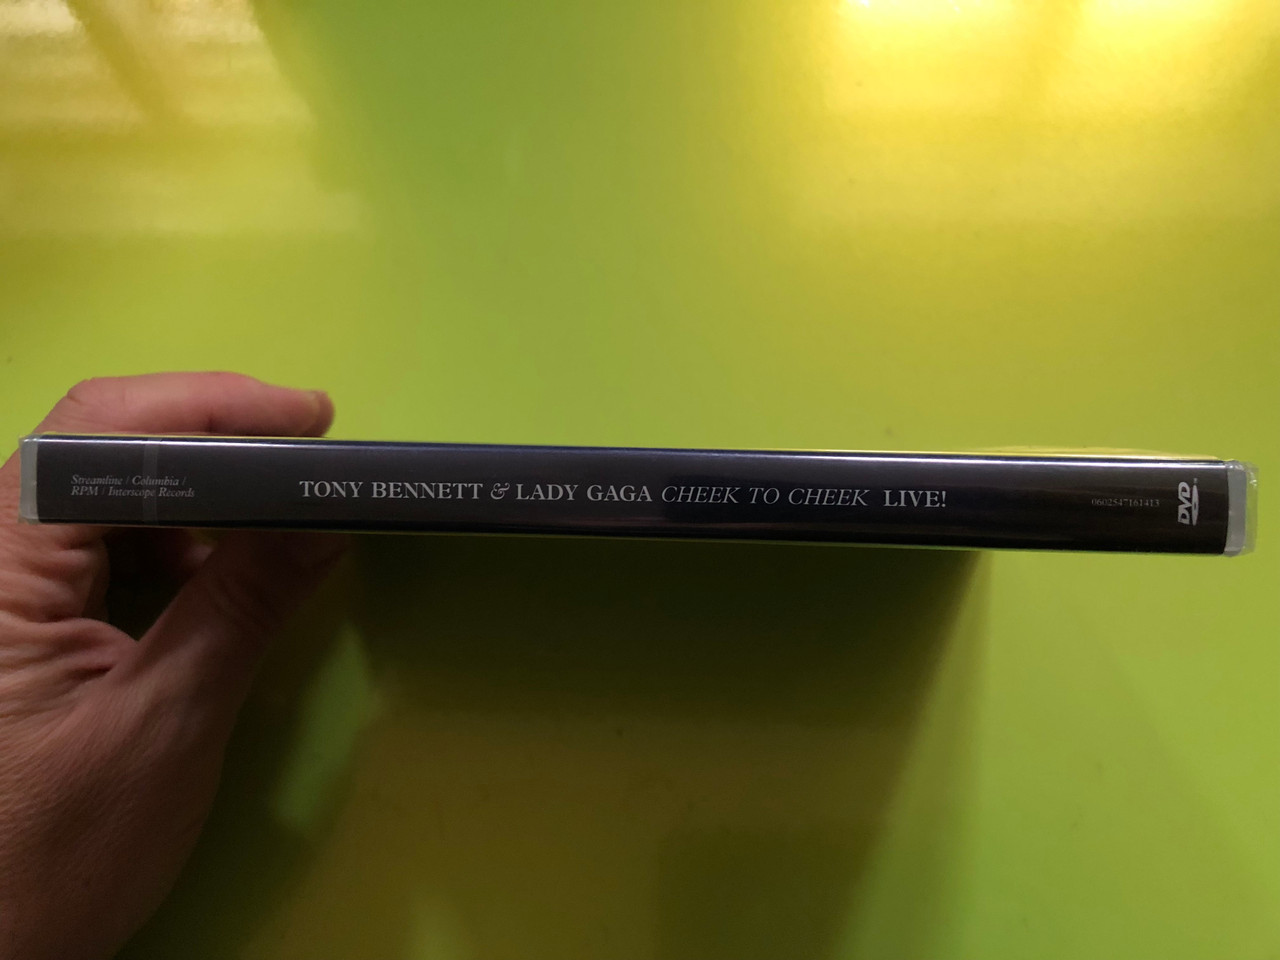 Streamline / Columbia /
RPM / Interscope Records
TONY BENNETT & LADY GAGA CHEEK TO CHEEK LIVE!
0602547161413
DVD